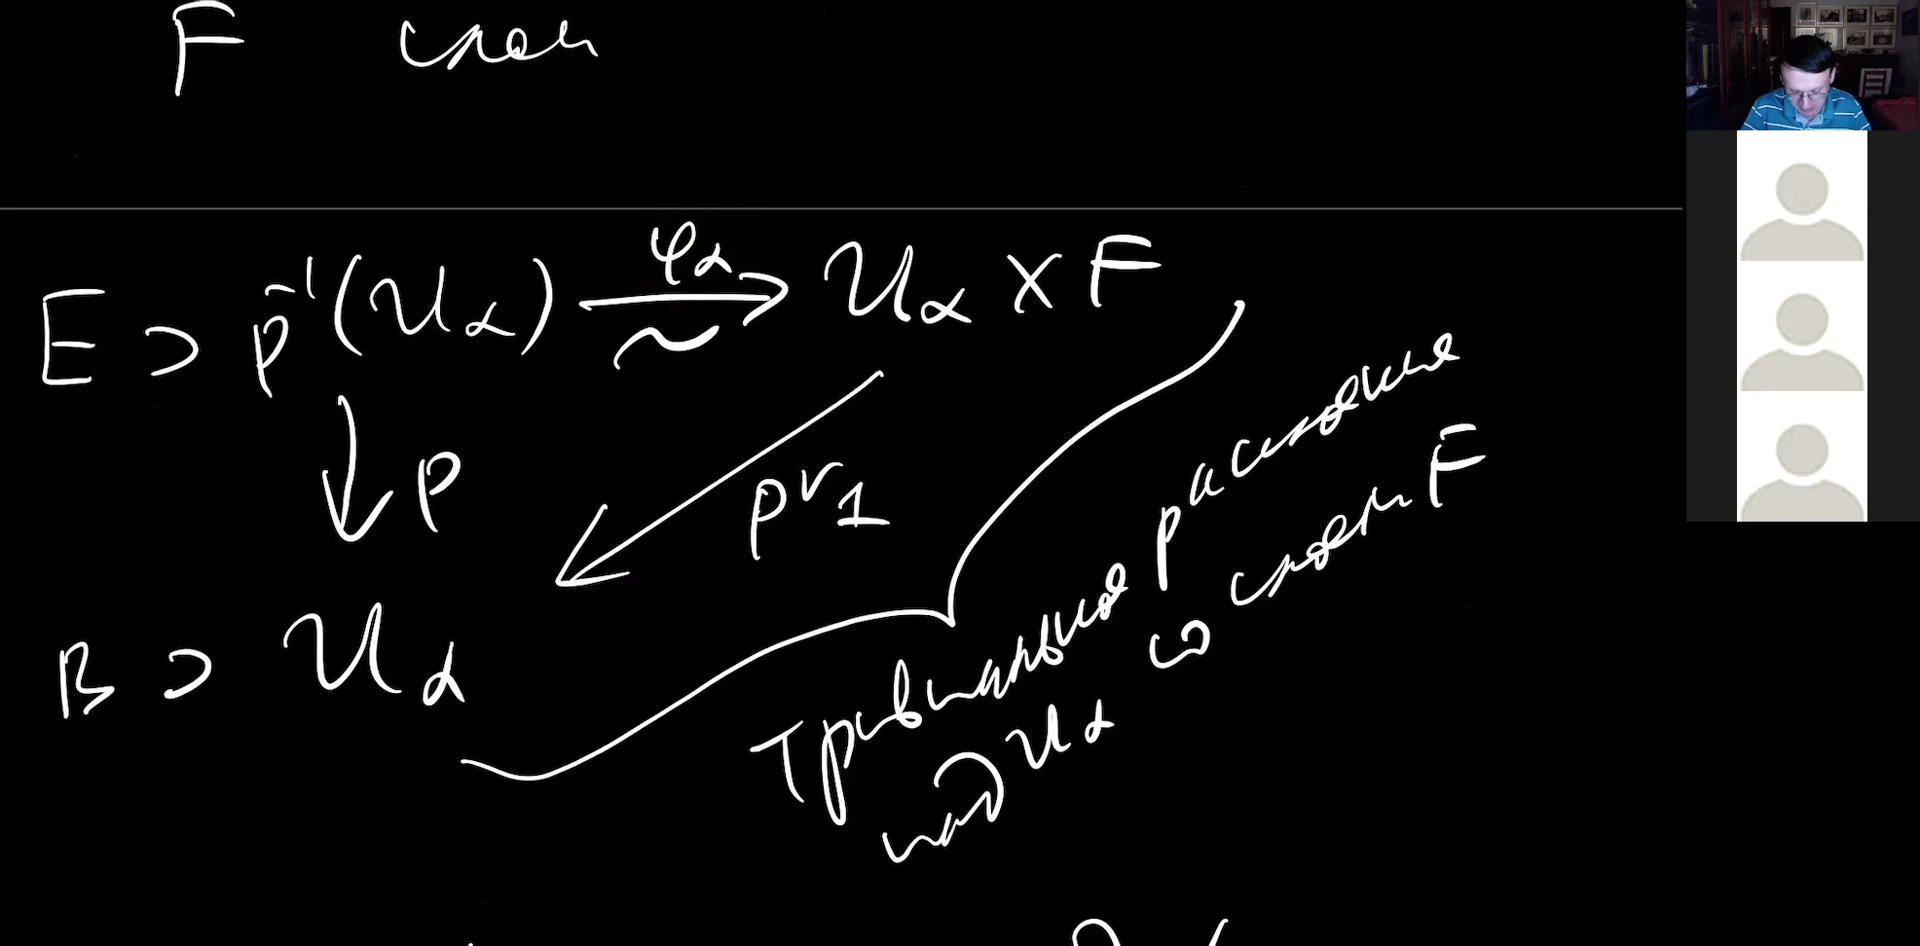 F слой
E ⊃ p⁻¹(U_α) φ_α → ∼ U_α × F
p pr₁
B ⊃ U_α
Тривиальное расслоение
над U_α со слоем F